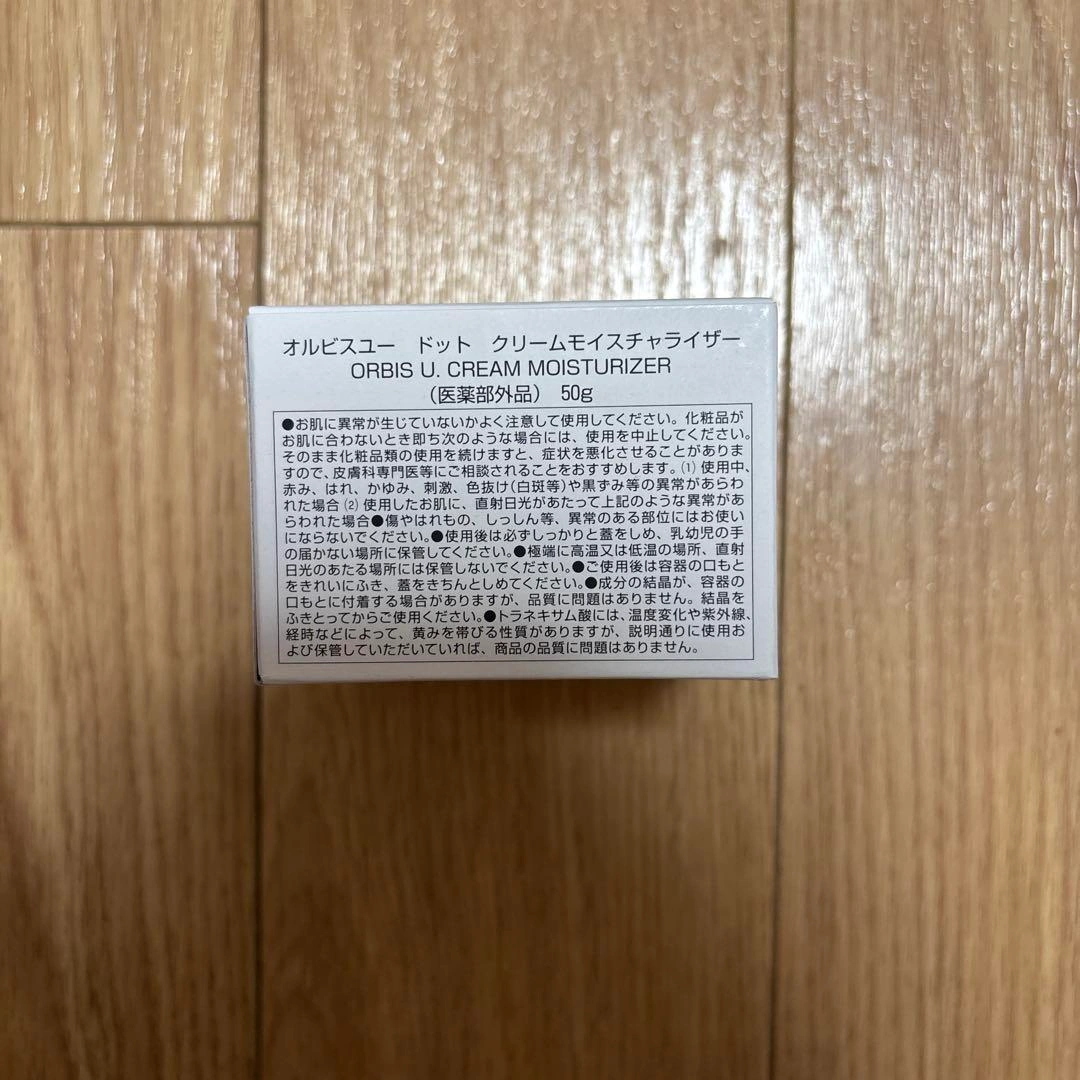 オルビスユー　ドット　クリームモイスチャライザー
ORBIS U. CREAM MOISTURIZER
（医薬部外品）　50g
●お肌に異常が生じていないかよく注意して使用してください。化粧品が
お肌に合わないとき即ち次のような場合には、使用を中止してください。
そのまま化粧品類の使用を続けますと、症状を悪化させることがありま
すので、皮膚科専門医等にご相談されることをおすすめします。⑴使用中、
赤み、はれ、かゆみ、刺激、色抜け（白斑等）や黒ずみ等の異常があらわ
れた場合⑵使用したお肌に、直射日光があたって上記のような異常があ
らわれた場合●傷やはれもの、しっしん等、異常のある部位にはお使い
にならないでください。●使用後は必ずしっかりと蓋をしめ、乳幼児の手
の届かない場所に保管してください。●極端に高温又は低温の場所、直射
日光のあたる場所には保管しないでください。●ご使用後は容器の口もと
をきれいにふき、蓋をきちんとしめてください。●成分の結晶が、容器の
口もとに付着する場合がありますが、品質に問題はありません。結晶を
ふきとってからご使用ください。●トラネキサム酸には、温度変化や紫外線、
経時などによって、黄みを帯びる性質がありますが、説明通りに使用お
よび保管していただいていれば、商品の品質に問題はありません。